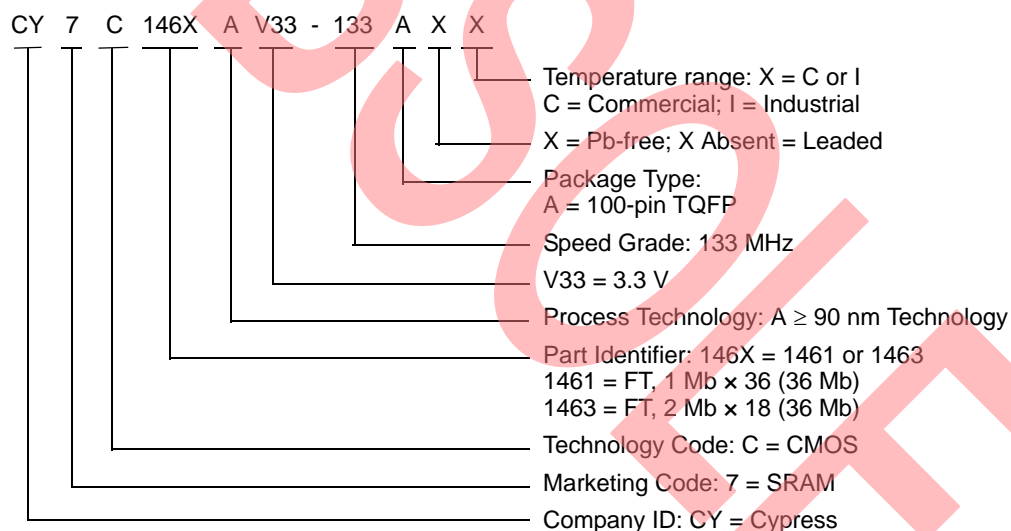 CY 7 C 146X A V33 - 133 A X X
Temperature range: X = C or I
C = Commercial; I = Industrial
X = Pb-free; X Absent = Leaded
Package Type:
A = 100-pin TQFP
Speed Grade: 133 MHz
V33 = 3.3 V
Process Technology: A ≥ 90 nm Technology
Part Identifier: 146X = 1461 or 1463
1461 = FT, 1 Mb × 36 (36 Mb)
1463 = FT, 2 Mb × 18 (36 Mb)
Technology Code: C = CMOS
Marketing Code: 7 = SRAM
Company ID: CY = Cypress